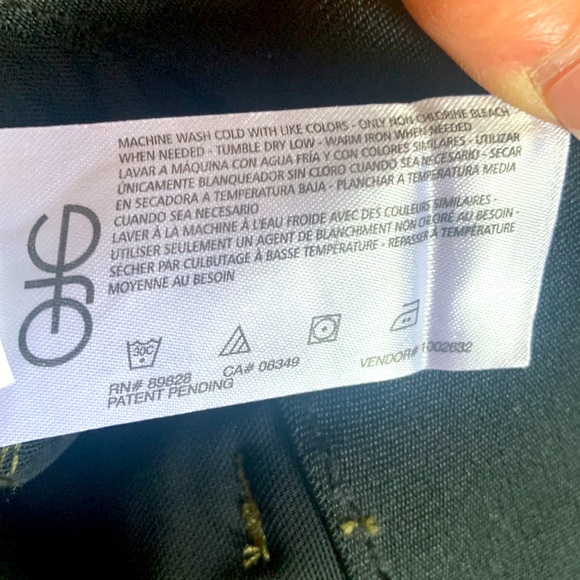 MACHINE WASH COLD WITH LIKE COLORS - ONLY NON CHLORINE BLEACH
WHEN NEEDED - TUMBLE DRY LOW - WARM IRON WHEN NEEDED
LAVAR A MÁQUINA CON AGUA FRÍA Y CON COLORES SIMILARES - UTILIZAR
ÚNICAMENTE BLANQUEADOR SIN CLORO CUANDO SEA NECESARIO - SECAR
EN SECADORA A TEMPERATURA BAJA - PLANCHAR A TEMPERATURA MEDIA
CUANDO SEA NECESARIO
LAVER À LA MACHINE À L'EAU FROIDE AVEC DES COULEURS SIMILAIRES -
UTILISER SEULEMENT UN AGENT DE BLANCHIMENT NON CHLORÉ AU BESOIN -
SÉCHER PAR CULBUTAGE À BASSE TEMPÉRATURE - REPASSER À TEMPÉRATURE
MOYENNE AU BESOIN
30C
RN# 89828 CA# 08349 VENDOR# 1002632
PATENT PENDING